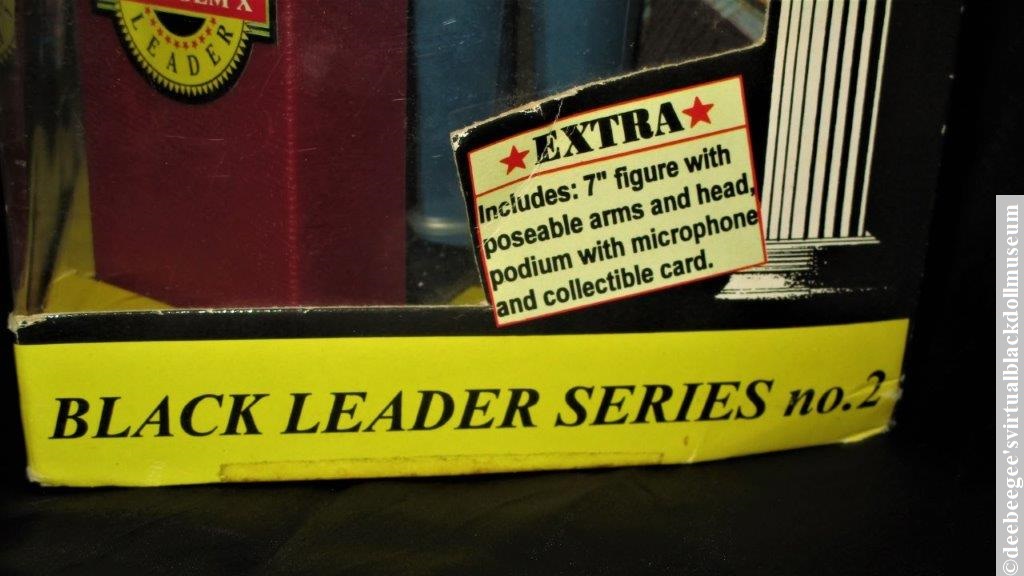 LEADER
EXTRA
Includes: 7" figure with
poseable arms and head,
podium with microphone
and collectible card.
BLACK LEADER SERIES no.2
©deebeegee'svirtualblackdollmuseum